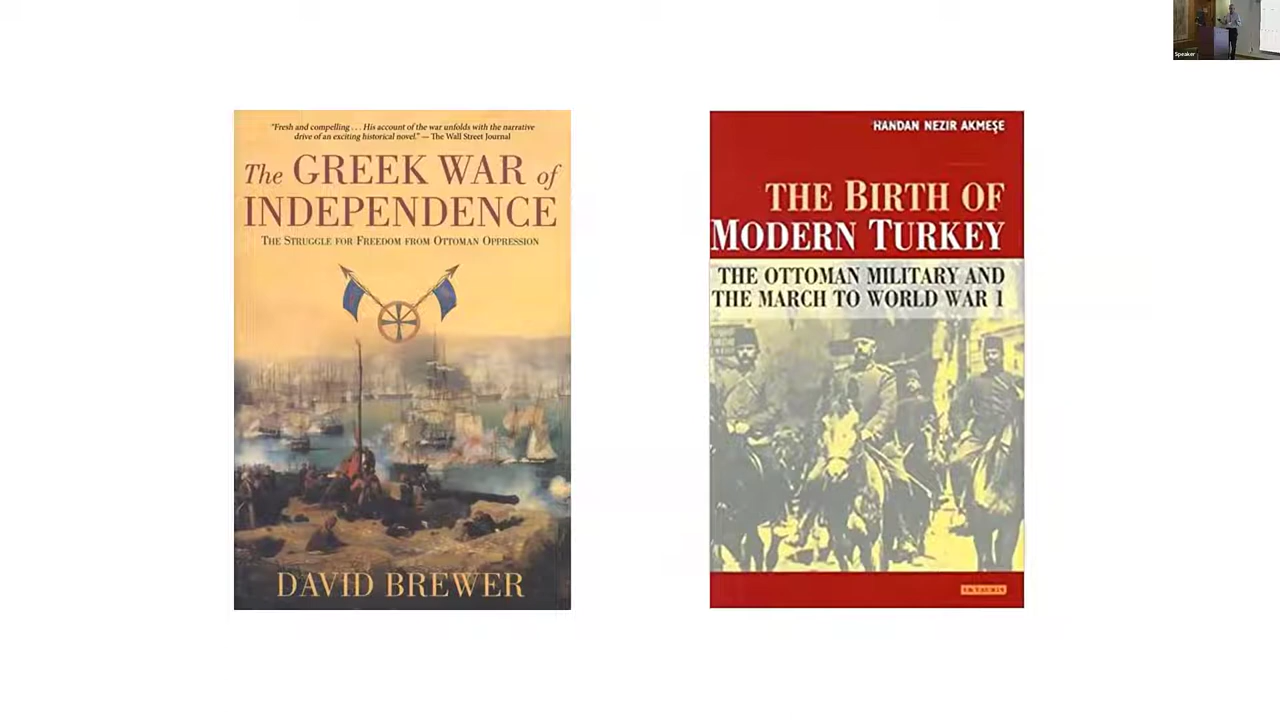 Speaker
"Fresh and compelling . . . His account of the war unfolds with the narrative
drive of an exciting historical novel." — The Wall Street Journal
The GREEK WAR of
INDEPENDENCE
THE STRUGGLE FOR FREEDOM FROM OTTOMAN OPPRESSION
DAVID BREWER
HANDAN NEZIR AKMEŞE
THE BIRTH OF
MODERN TURKEY
THE OTTOMAN MILITARY AND
THE MARCH TO WORLD WAR 1